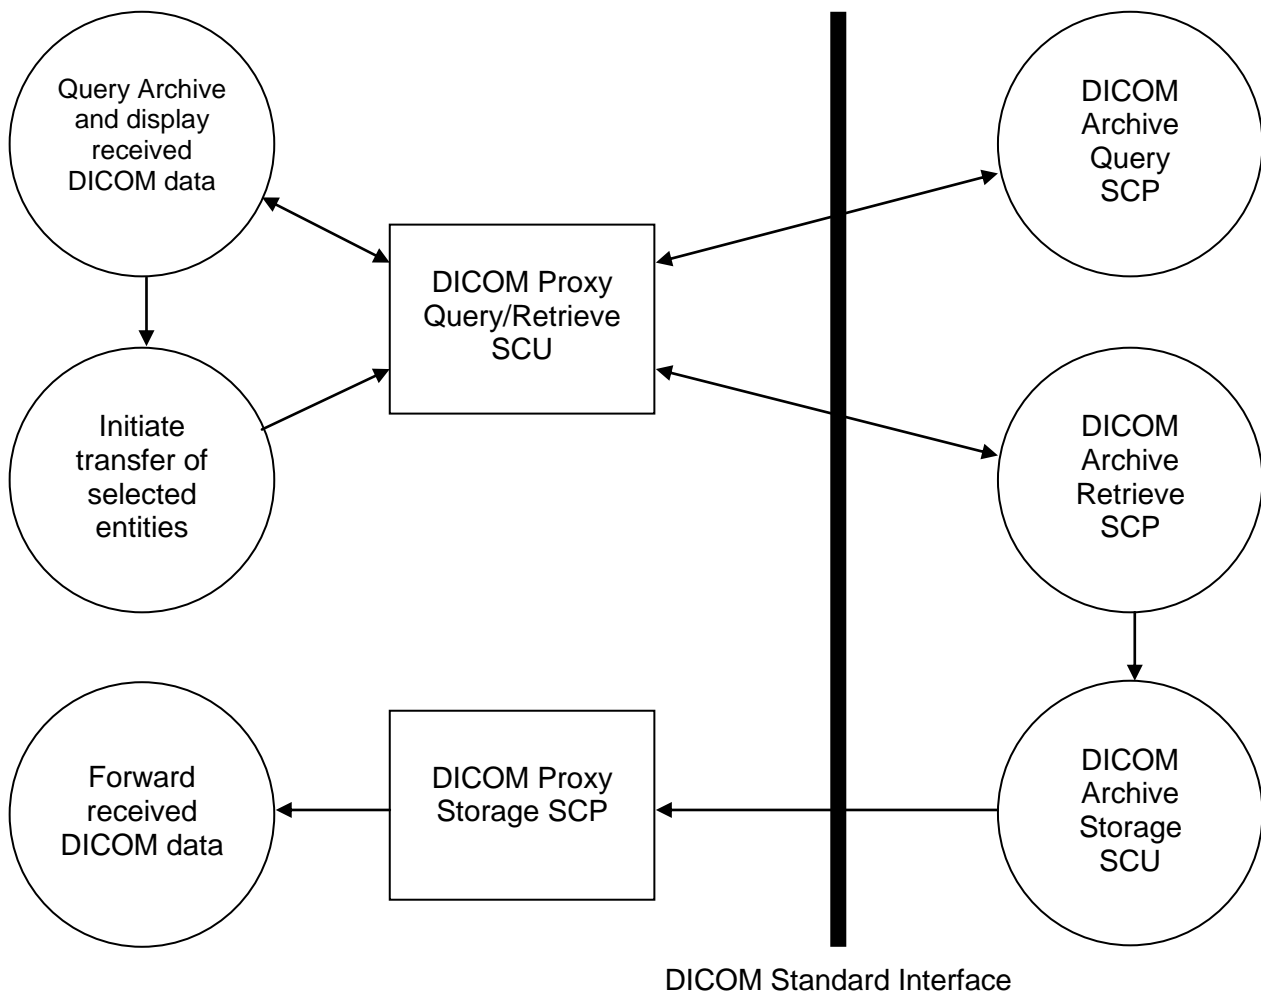 Query Archive
and display
received
DICOM data
DICOM
Archive
Query
SCP
DICOM Proxy
Query/Retrieve
SCU
Initiate
transfer of
selected
entities
DICOM
Archive
Retrieve
SCP
Forward
received
DICOM data
DICOM Proxy
Storage SCP
DICOM
Archive
Storage
SCU
DICOM Standard Interface